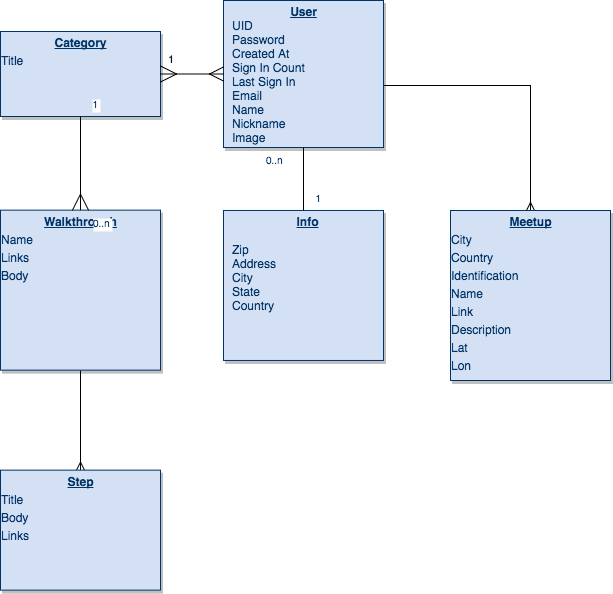 Category
Title
1
1
User
UID
Password
Created At
Sign In Count
Last Sign In
Email
Name
Nickname
Image
0..n
1
0..n
Name
Links
Body
Info
Zip
Address
City
State
Country
Meetup
City
Country
Identification
Name
Link
Description
Lat
Lon
Step
Title
Body
Links